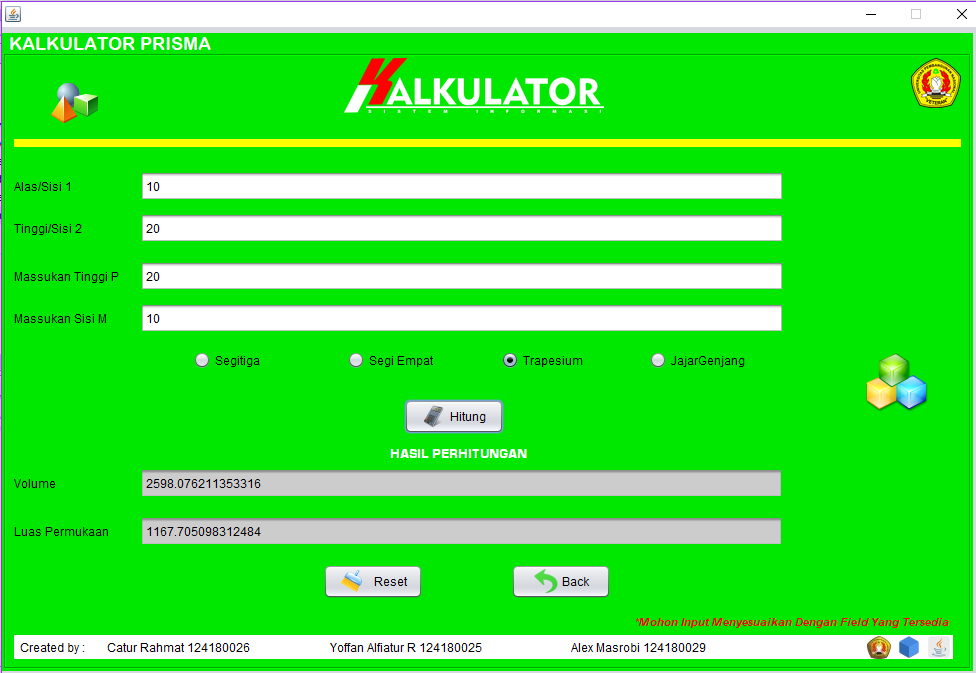 KALKULATOR PRISMA
KALKULATOR
SISTEM INFORMASI
Alas/Sisi 1
10
Tinggi/Sisi 2
20
Massukan Tinggi P
20
Massukan Sisi M
10
Segitiga Segi Empat Trapesium JajarGenjang
Hitung
HASIL PERHITUNGAN
Volume
2598.076211353316
Luas Permukaan
1167.705098312484
Reset Back
*Mohon Input Menyesuaikan Dengan Field Yang Tersedia
Created by : Catur Rahmat 124180026 Yoffan Alfiatur R 124180025 Alex Masrobi 124180029